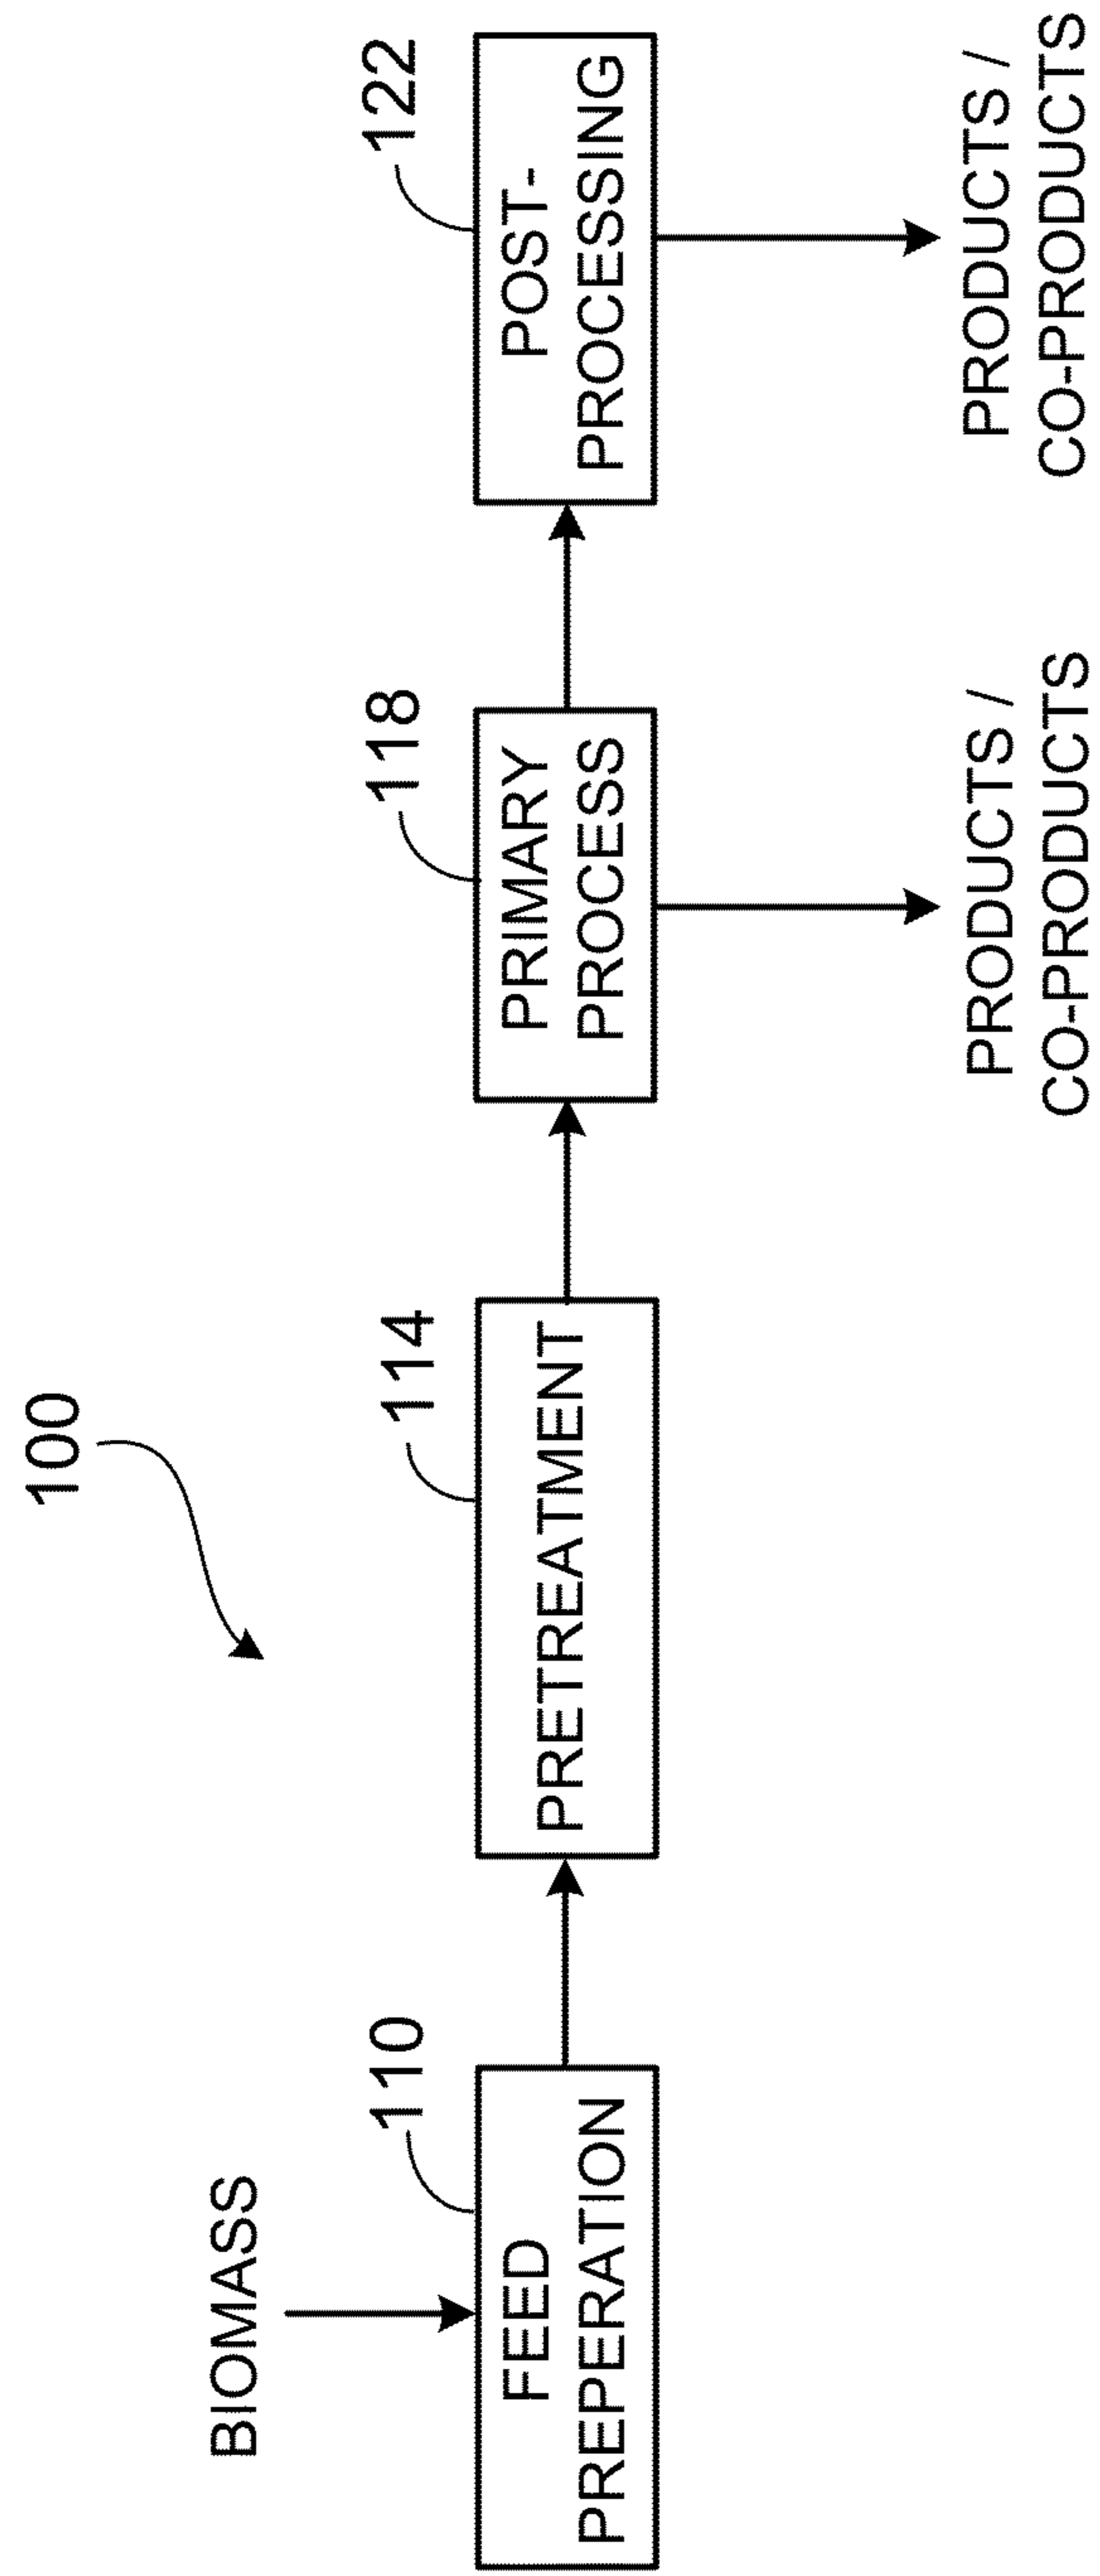 100
BIOMASS
110
FEED
PREPERATION
114
PRETREATMENT
118
PRIMARY
PROCESS
PRODUCTS /
CO-PRODUCTS
122
POST-
PROCESSING
PRODUCTS /
CO-PRODUCTS